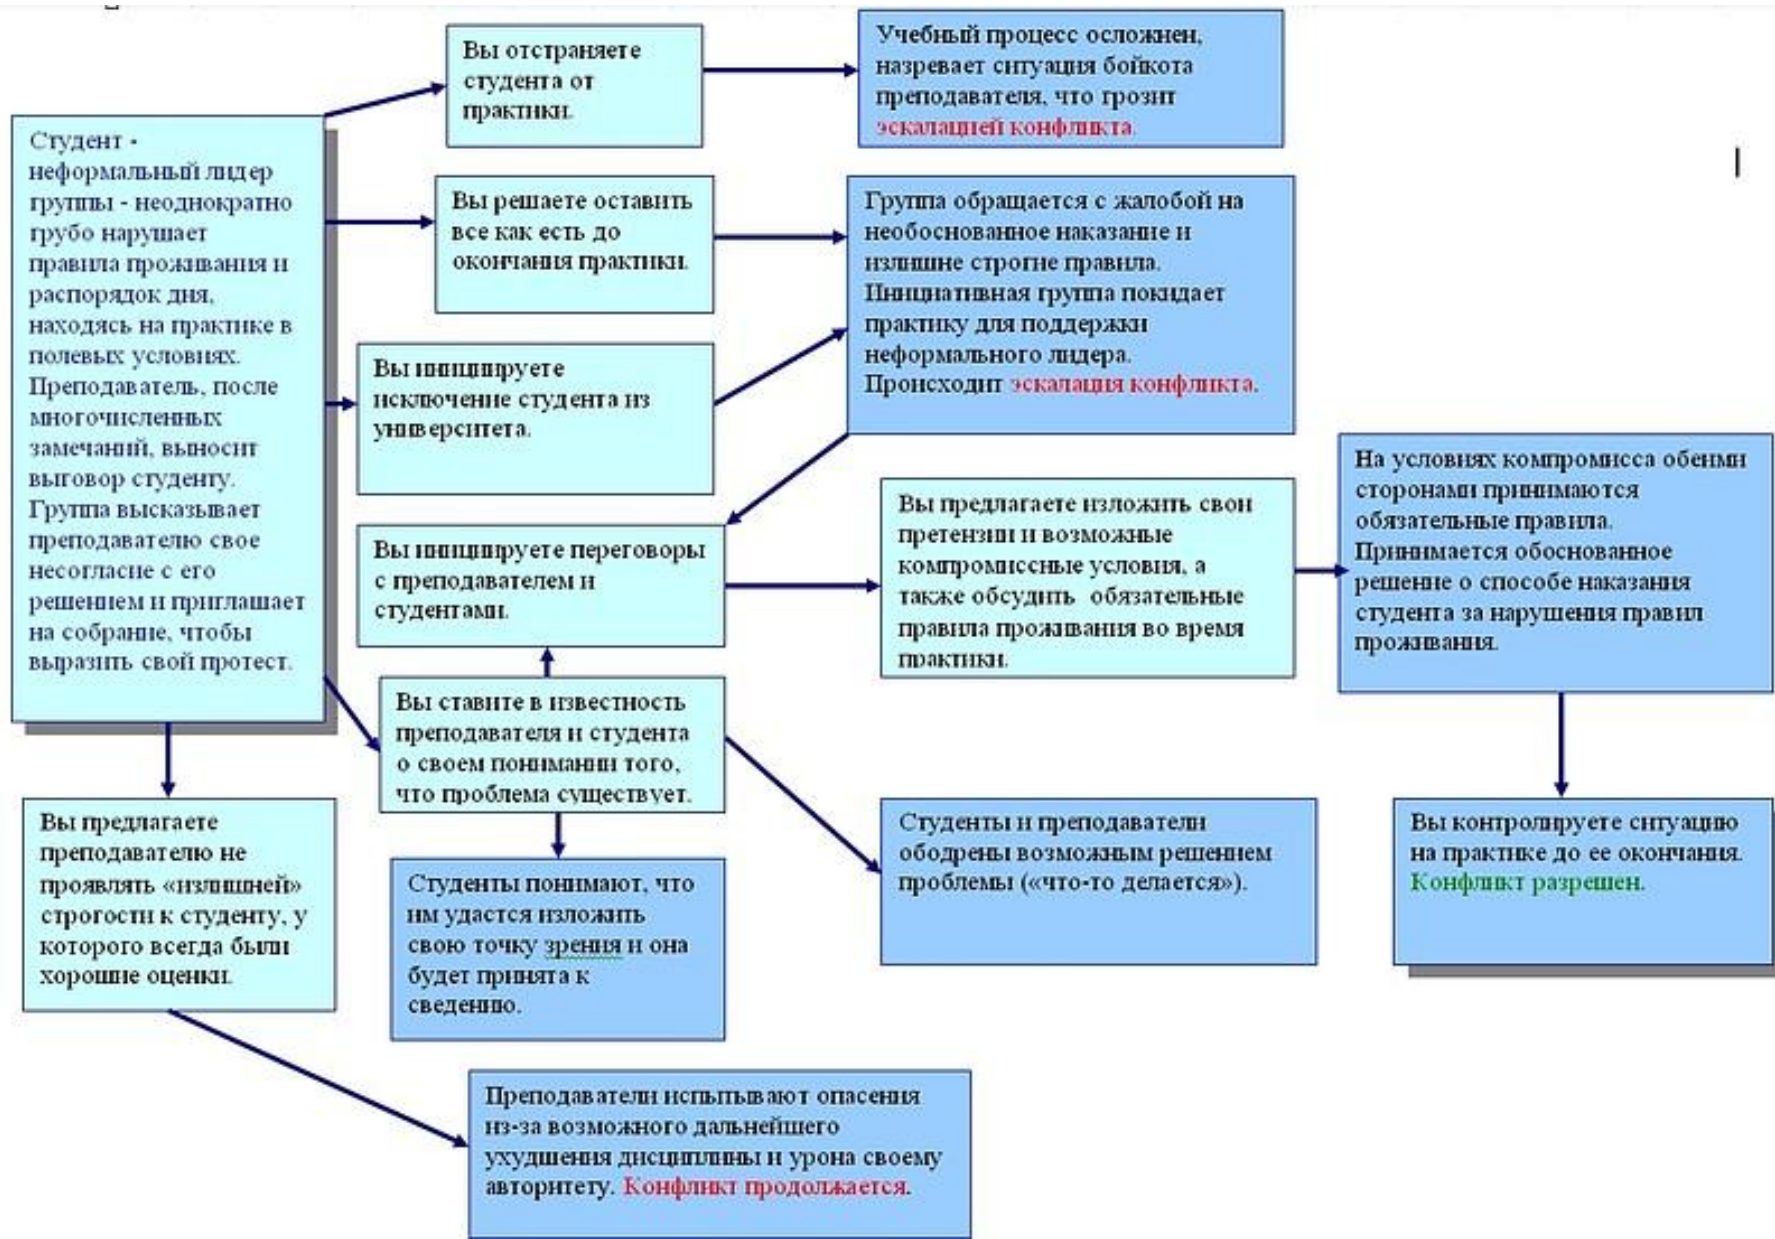 Студент -
неформальный лидер
группы - неоднократно
грубо нарушает
правила проживания и
распорядок дня,
находясь на практике в
полевых условиях.
Преподаватель, после
многочисленных
замечаний, выносит
выговор студенту.
Группа высказывает
преподавателю свое
несогласие с его
решением и приглашает
на собрание, чтобы
выразить свой протест.
Вы отстраняете
студента от
практики.
Учебный процесс осложнен,
назревает ситуация бойкота
преподавателя, что грозит
эскалацией конфликта.
Вы решаете оставить
все как есть до
окончания практики.
Группа обращается с жалобой на
необоснованное наказание и
излишне строгие правила.
Инициативная группа покидает
практику для поддержки
неформального лидера.
Происходит эскалация конфликта.
Вы инициируете
исключение студента из
университета.
Вы инициируете переговоры
с преподавателем и
студентами.
Вы предлагаете изложить свои
претензии и возможные
компромиссные условия, а
также обсудить обязательные
правила проживания во время
практики.
На условиях компромисса обеими
сторонами принимаются
обязательные правила.
Принимается обоснованное
решение о способе наказания
студента за нарушения правил
проживания.
Вы ставите в известность
преподавателя и студента
о своем понимании того,
что проблема существует.
Вы предлагаете
преподавателю не
проявлять «излишней»
строгости к студенту, у
которого всегда были
хорошие оценки.
Студенты понимают, что
им удастся изложить
свою точку зрения и она
будет принята к
сведению.
Студенты и преподаватели
ободрены возможным решением
проблемы («что-то делается»).
Вы контролируете ситуацию
на практике до ее окончания.
Конфликт разрешен.
Преподаватели испытывают опасения
из-за возможного дальнейшего
ухудшения дисциплины и урона своему
авторитету. Конфликт продолжается.